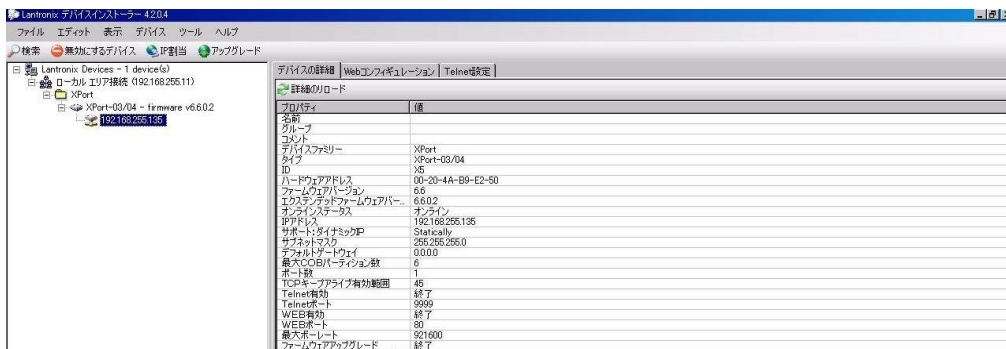 Lantronix デバイスインストーラー 4.2.0.4
ファイル エディット 表示 デバイス ツール ヘルプ
検索 無効にするデバイス IP割当 アップグレード
Lantronix Devices - 1 device(s)
ローカル エリア接続 (192.168.255.11)
XPort
XPort-03/04 - firmware v6.6.0.2
192.168.255.135
デバイスの詳細 Webコンフィギュレーション Telnet設定
詳細のリロード
プロパティ 値
名前
グループ
コメント
デバイスファミリー XPort
タイプ XPort-03/04
ID X5
ハードウェアアドレス 00-20-4A-B9-E2-50
ファームウェアバージョン 6.6
エクステンデッドファームウェアバー... 6.6.0.2
オンラインステータス オンライン
IPアドレス 192.168.255.135
サポート:ダイナミックIP Statically
サブネットマスク 255.255.255.0
デフォルトゲートウェイ 0.0.0.0
最大COBパーティション数 6
ポート数 1
TCPキープアライブ有効範囲 45
Telnet有効 終了
Telnetポート 9999
WEB有効 終了
WEBポート 80
最大ボーレート 921600
ファームウェアアップグレード 終了